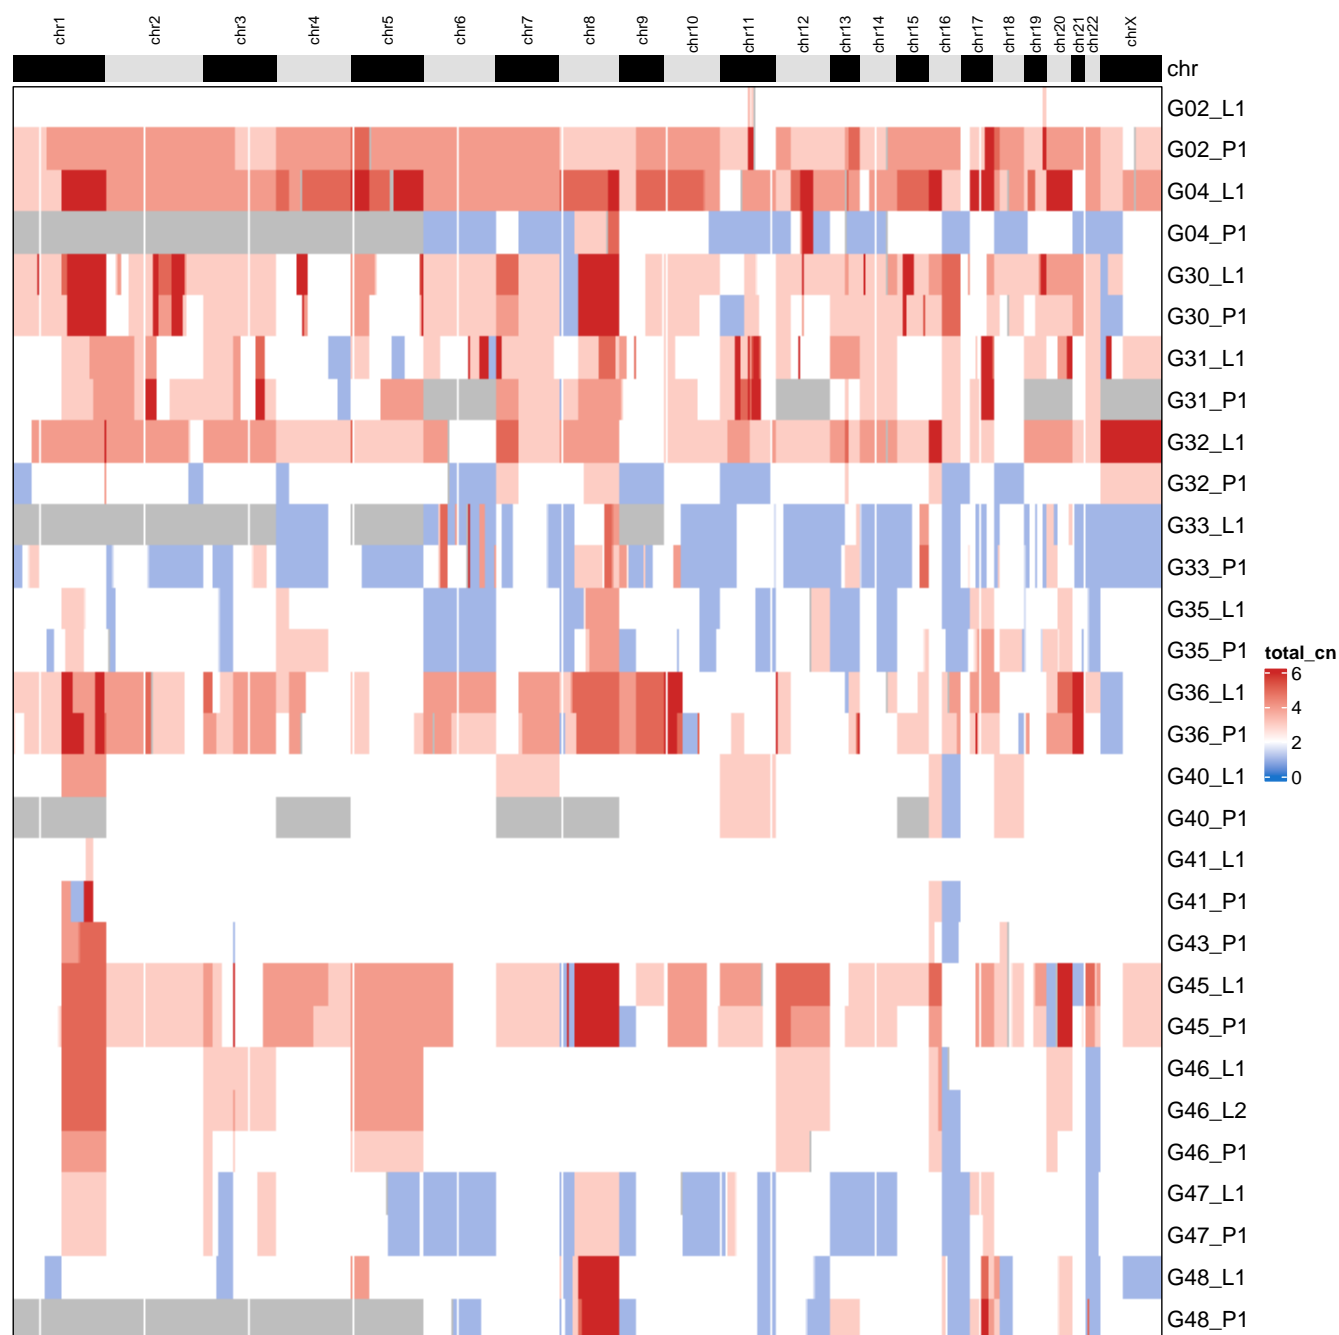 chr1 chr2 chr3 chr4 chr5 chr6 chr7 chr8 chr9 chr10 chr11 chr12 chr13 chr14 chr15 chr16 chr17 chr18 chr19 chr20 chr21 chr22 chrX
chr
G02_L1
G02_P1
G04_L1
G04_P1
G30_L1
G30_P1
G31_L1
G31_P1
G32_L1
G32_P1
G33_L1
G33_P1
G35_L1
G35_P1
G36_L1
G36_P1
G40_L1
G40_P1
G41_L1
G41_P1
G43_P1
G45_L1
G45_P1
G46_L1
G46_L2
G46_P1
G47_L1
G47_P1
G48_L1
G48_P1
total_cn
6
4
2
0